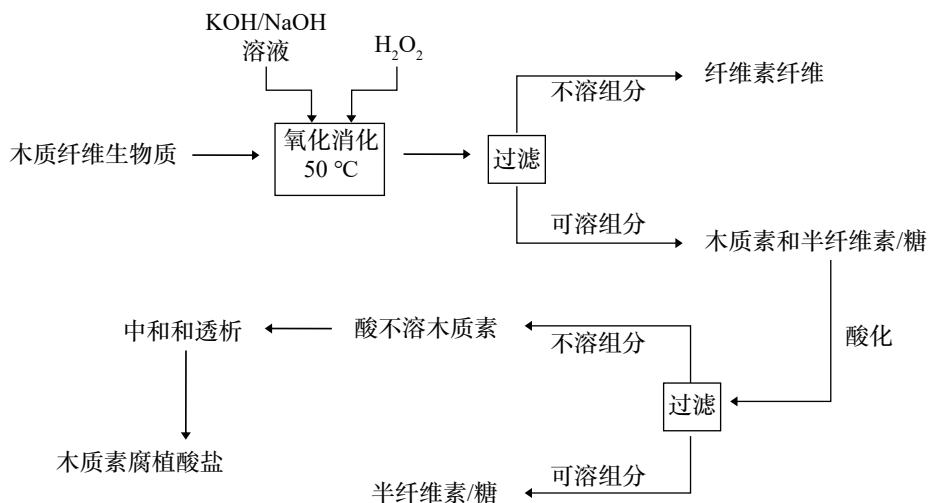 KOH/NaOH
溶液
H₂O₂
木质纤维生物质
氧化消化
50 ℃
过滤
不溶组分
纤维素纤维
可溶组分
木质素和半纤维素/糖
酸化
过滤
不溶组分
酸不溶木质素
中和和透析
木质素腐植酸盐
可溶组分
半纤维素/糖